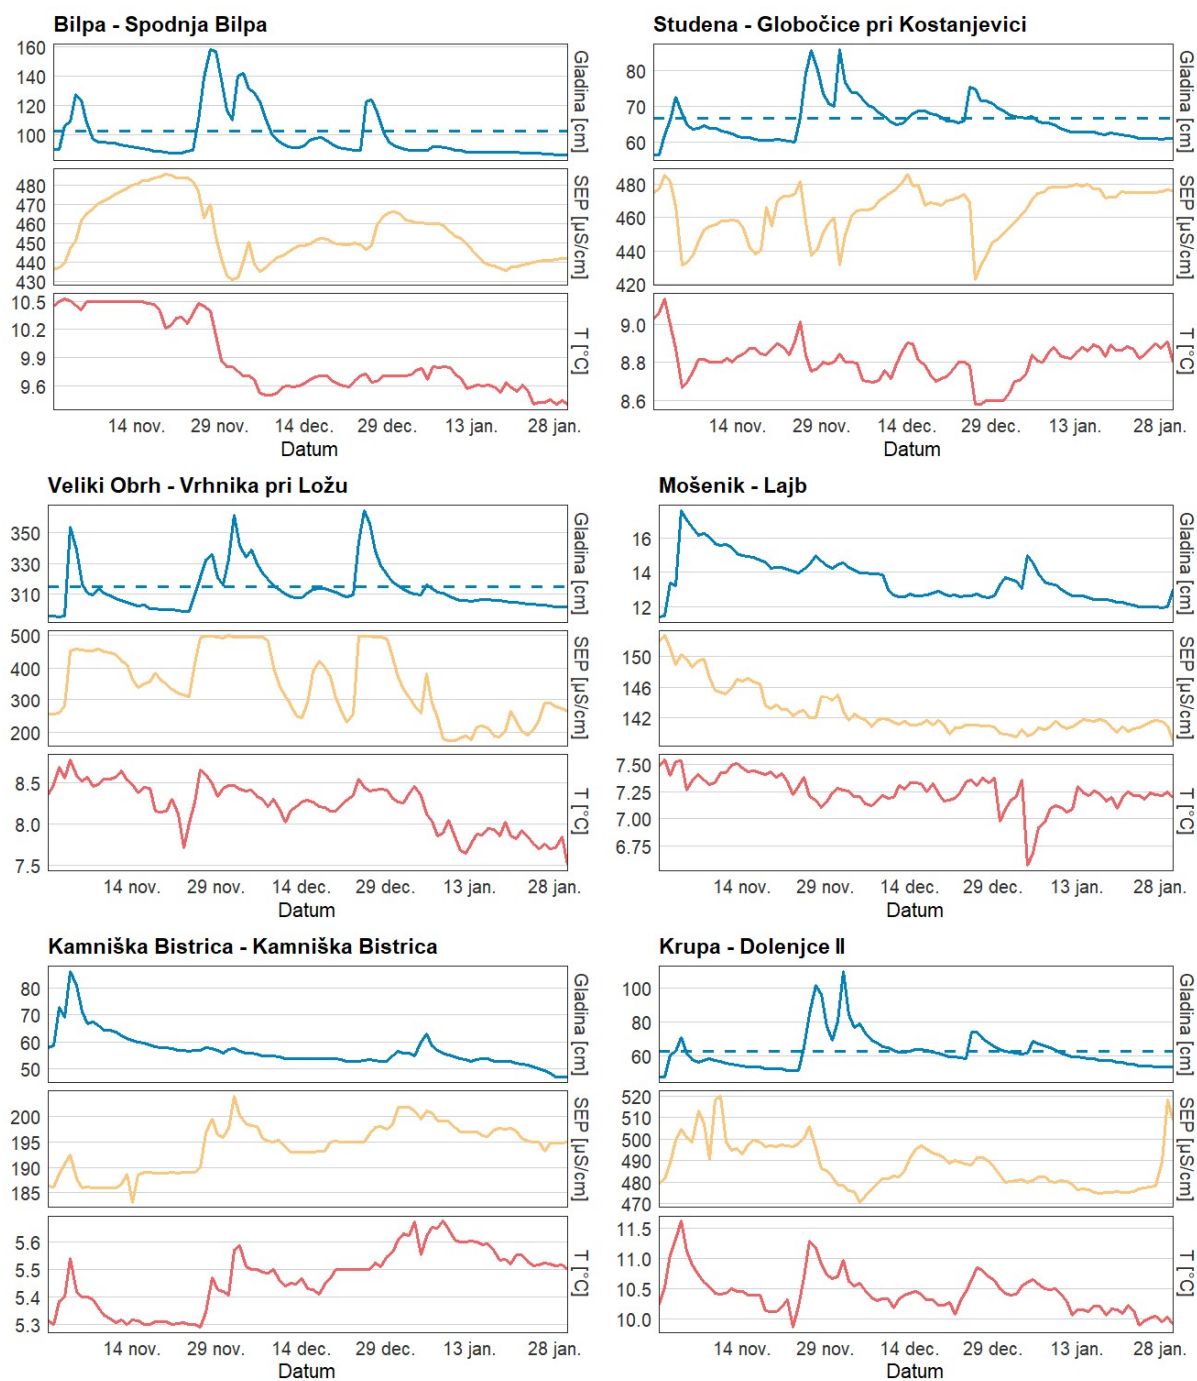 Bilpa - Spodnja Bilpa
160
140
120
100
Gladina [cm]
480
470
460
450
440
430
SEP [µS/cm]
10.5
10.2
9.9
9.6
T [°C]
14 nov. 29 nov. 14 dec. 29 dec. 13 jan. 28 jan.
Datum
Studena - Globočice pri Kostanjevici
80
70
60
Gladina [cm]
480
460
440
420
SEP [µS/cm]
9.0
8.8
8.6
T [°C]
14 nov. 29 nov. 14 dec. 29 dec. 13 jan. 28 jan.
Datum
Veliki Obrh - Vrhnika pri Ložu
350
330
310
Gladina [cm]
500
400
300
200
SEP [µS/cm]
8.5
8.0
7.5
T [°C]
14 nov. 29 nov. 14 dec. 29 dec. 13 jan. 28 jan.
Datum
Mošenik - Lajb
16
14
12
Gladina [cm]
150
146
142
SEP [µS/cm]
7.50
7.25
7.00
6.75
T [°C]
14 nov. 29 nov. 14 dec. 29 dec. 13 jan. 28 jan.
Datum
Kamniška Bistrica - Kamniška Bistrica
80
70
60
50
Gladina [cm]
200
195
190
185
SEP [µS/cm]
5.6
5.5
5.4
5.3
T [°C]
14 nov. 29 nov. 14 dec. 29 dec. 13 jan. 28 jan.
Datum
Krupa - Dolenjce II
100
80
60
Gladina [cm]
520
510
500
490
480
470
SEP [µS/cm]
11.5
11.0
10.5
10.0
T [°C]
14 nov. 29 nov. 14 dec. 29 dec. 13 jan. 28 jan.
Datum